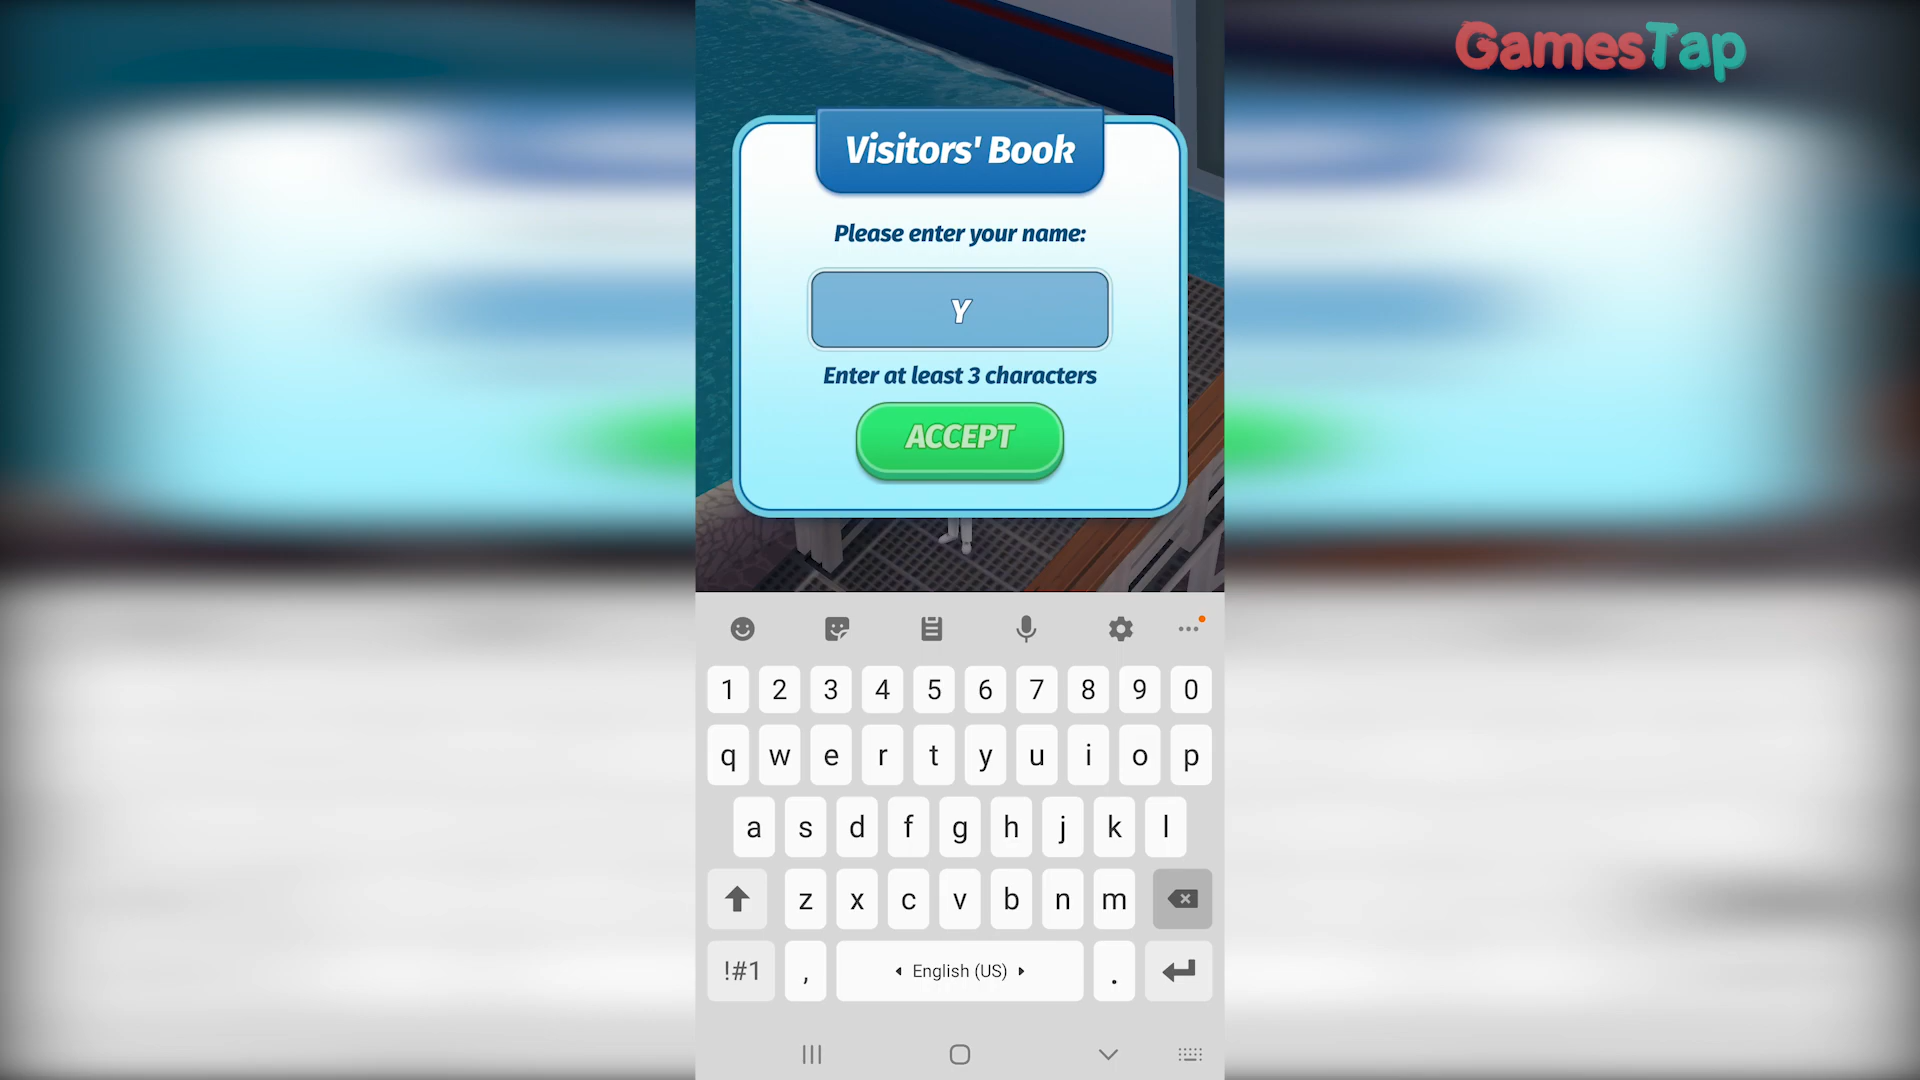 GamesTap
Visitors' Book
Please enter your name:
Y
Enter at least 3 characters
ACCEPT
1 2 3 4 5 6 7 8 9 0
q w e r t y u i o p
a s d f g h j k l
z x c v b n m
!#1 , English (US) .